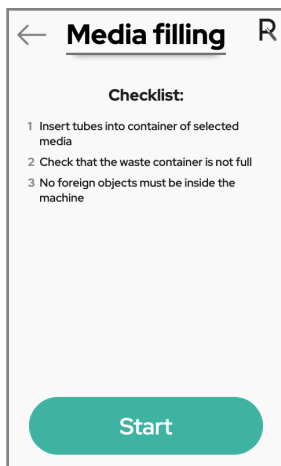 Media filling
Checklist:
1 Insert tubes into container of selected
media
2 Check that the waste container is not full
3 No foreign objects must be inside the
machine
Start